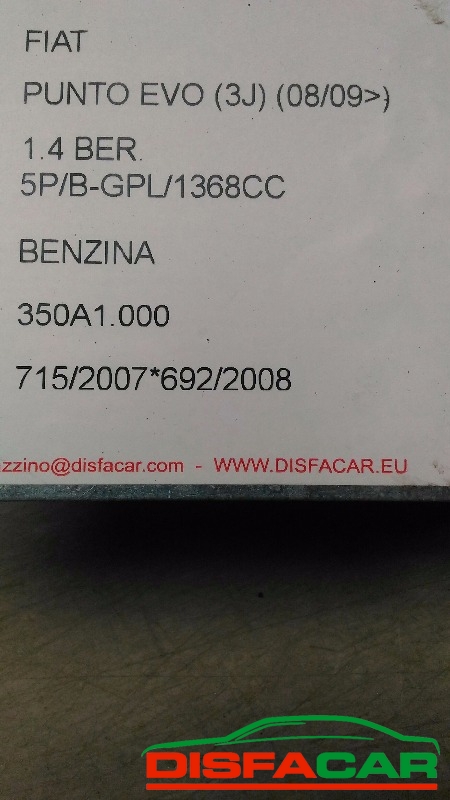 FIAT
PUNTO EVO (3J) (08/09>)
1.4 BER.
5P/B-GPL/1368CC
BENZINA
350A1.000
715/2007*692/2008
azzino@disfacar.com - WWW.DISFACAR.EU
DISFACAR